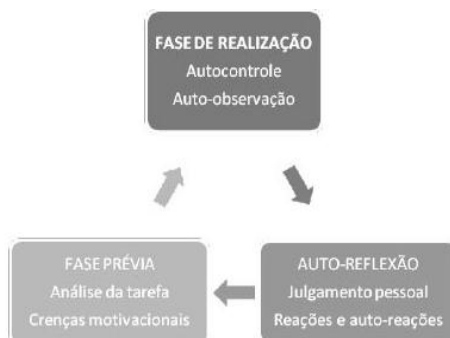 FASE DE REALIZAÇÃO
Autocontrole
Auto-observação
FASE PRÉVIA
Análise da tarefa
Crenças motivacionais
AUTO-REFLEXÃO
Julgamento pessoal
Reações e auto-reações